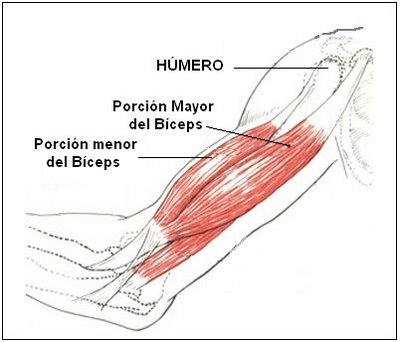 HÚMERO
Porción Mayor
del Bíceps
Porción menor
del Bíceps